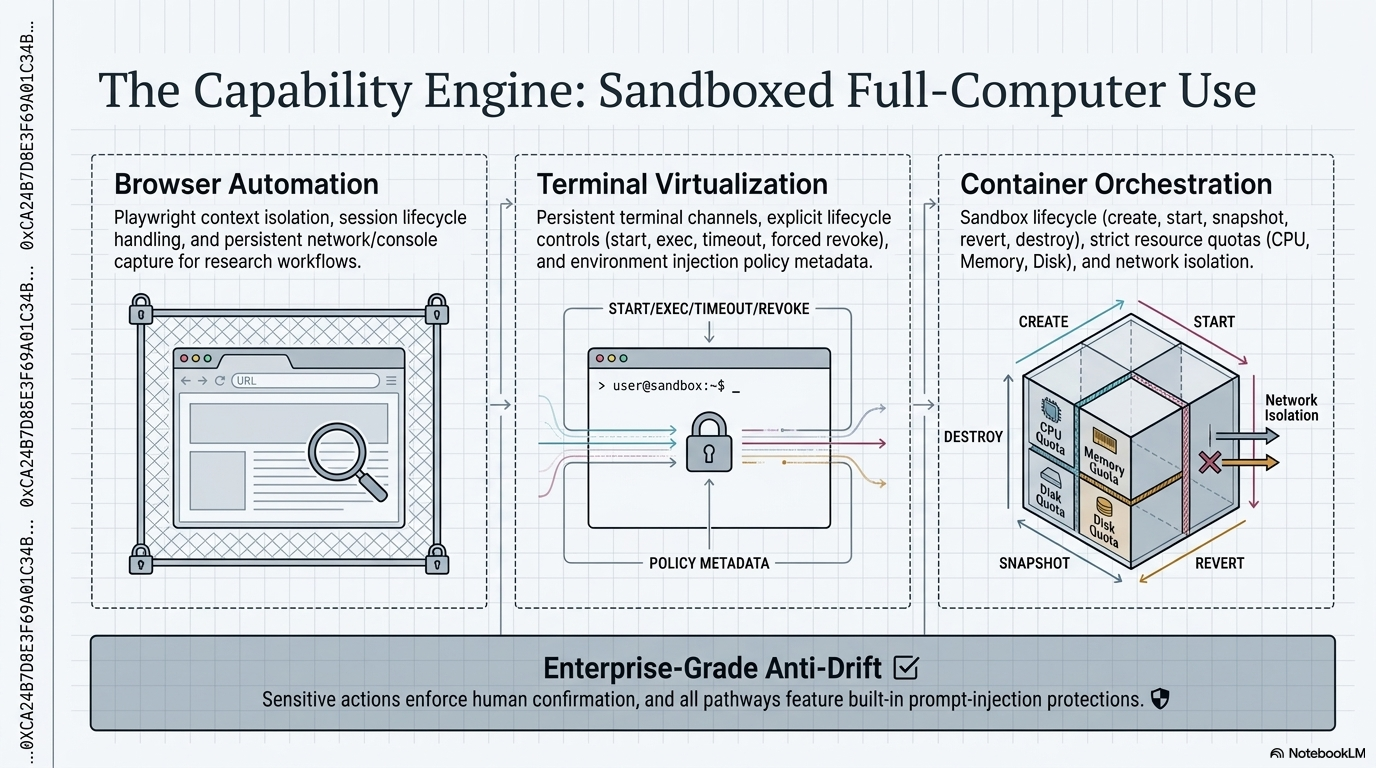 ...0XCA24B7D8E3F69A01C34B... 0xCA24B7D88E3F69A01C34B... 0XCA24B7D8E3F69A01C34B...
The Capability Engine: Sandboxed Full-Computer Use
Browser Automation
Playwright context isolation, session lifecycle
handling, and persistent network/console
capture for research workflows.
URL
Terminal Virtualization
Persistent terminal channels, explicit lifecycle
controls (start, exec, timeout, forced revoke),
and environment injection policy metadata.
START/EXEC/TIMEOUT/REVOKE
> user@sandbox:~$ _
POLICY METADATA
Container Orchestration
Sandbox lifecycle (create, start, snapshot,
revert, destroy), strict resource quotas (CPU,
Memory, Disk), and network isolation.
CREATE
START
Network
Isolation
DESTROY
CPU
Quota
Memory
Guota
Diak
Quota
Disk
Quota
SNAPSHOT
REVERT
Enterprise-Grade Anti-Drift
Sensitive actions enforce human confirmation, and all pathways feature built-in prompt-injection protections.
NotebookLM